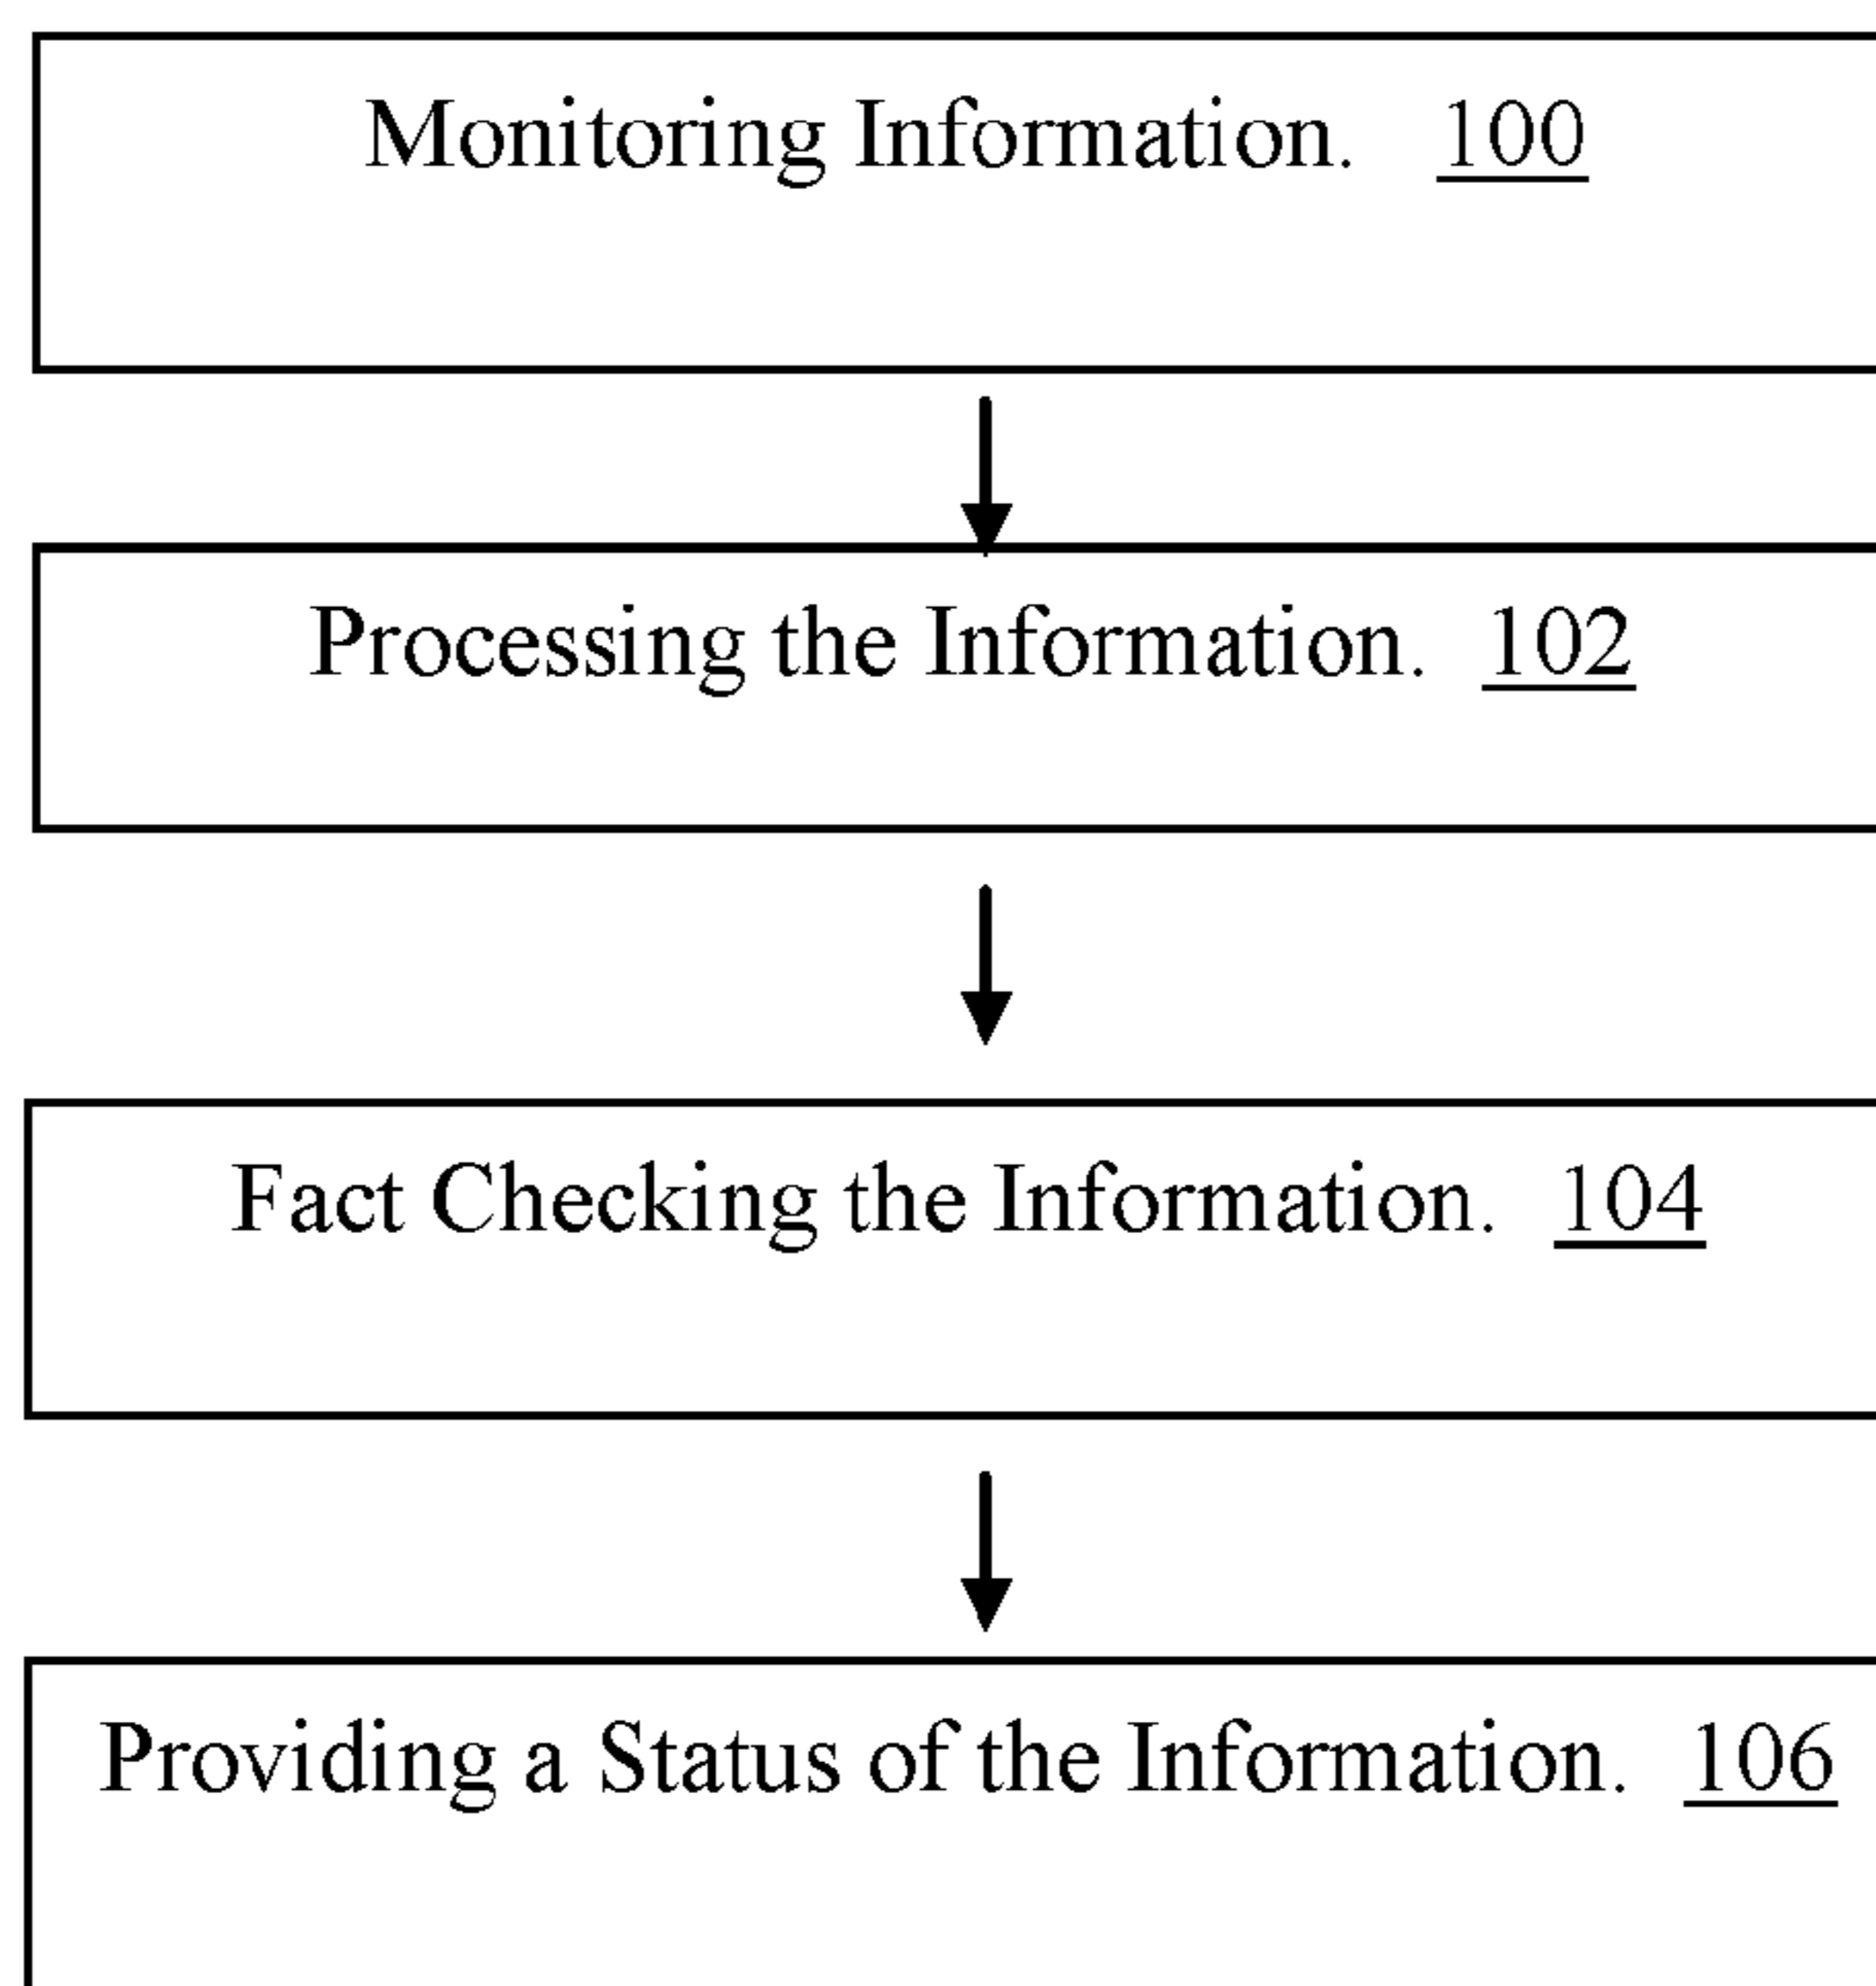 Monitoring Information. 100
Processing the Information. 102
Fact Checking the Information. 104
Providing a Status of the Information. 106